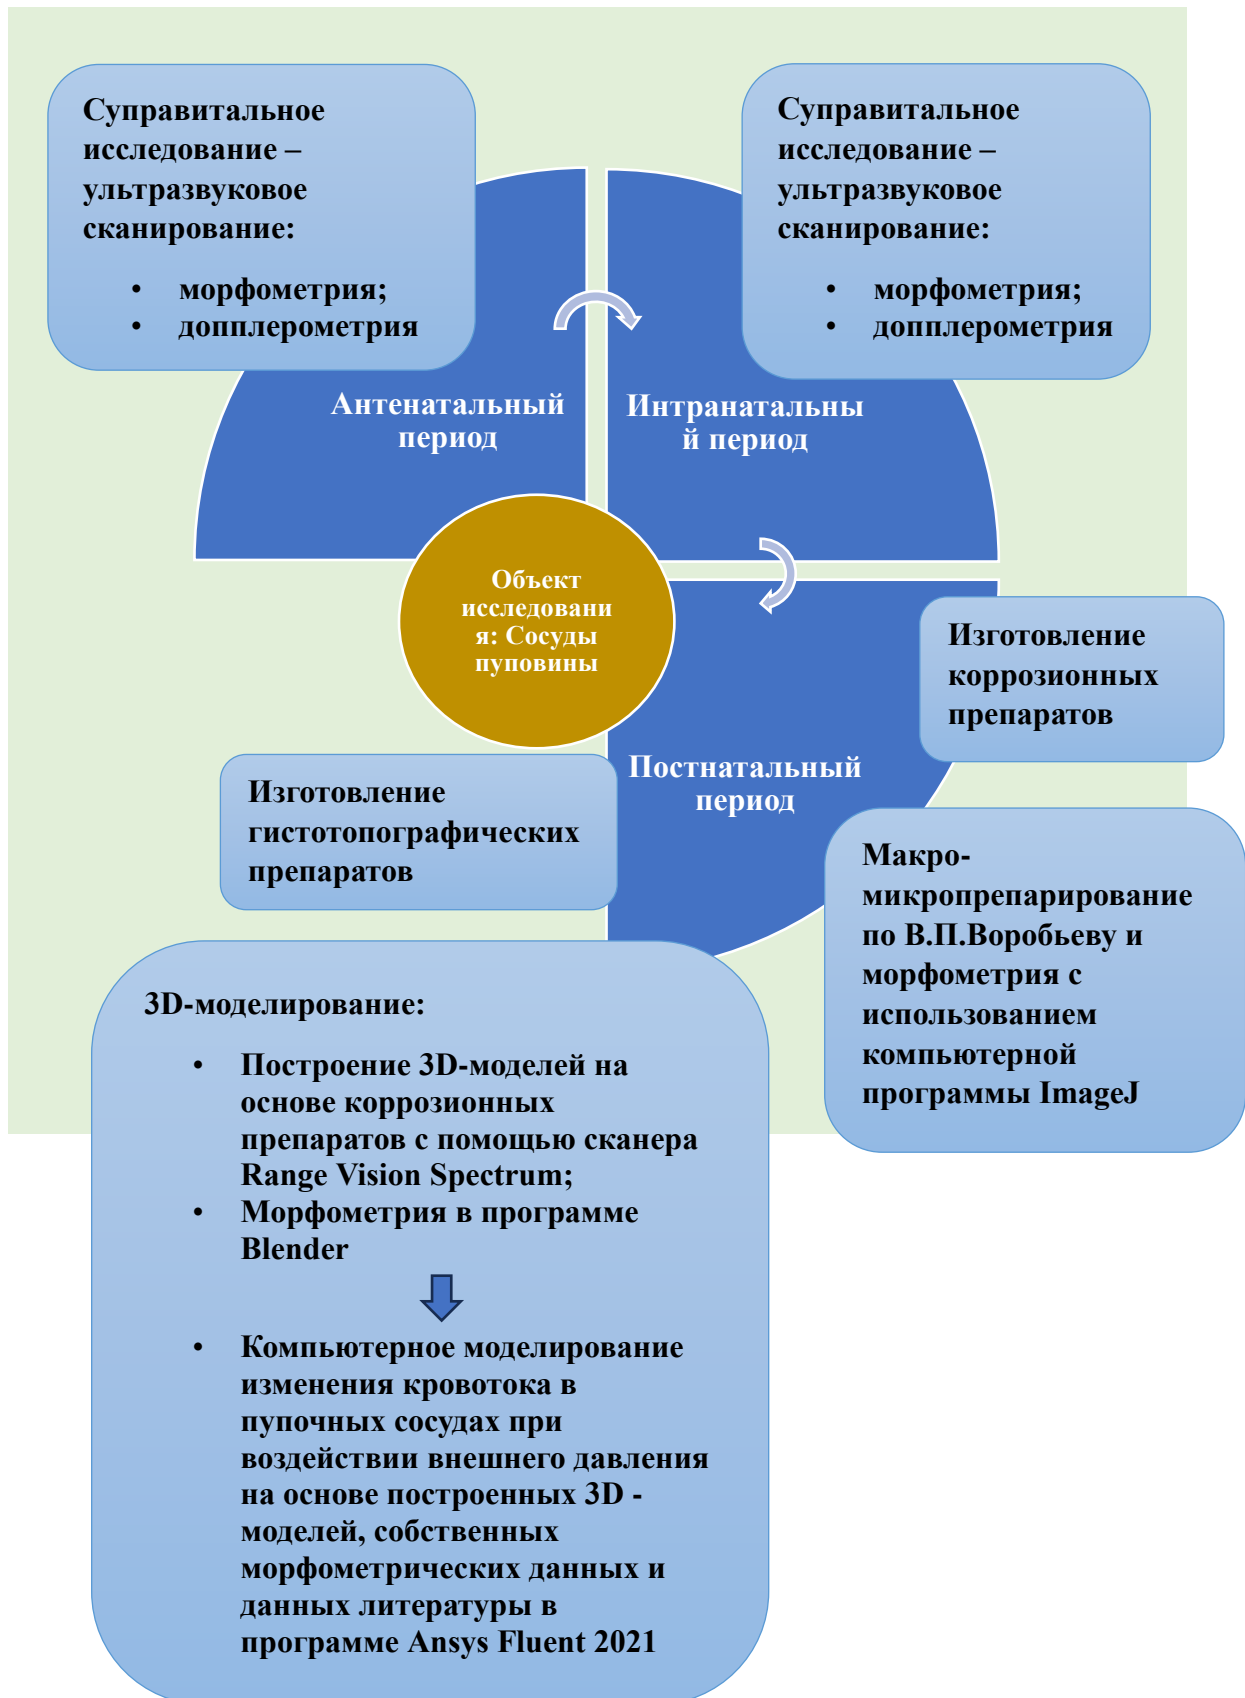 Суправитальное
исследование –
ультразвуковое
сканирование:
• морфометрия;
• допплерометрия
Суправитальное
исследование –
ультразвуковое
сканирование:
• морфометрия;
• допплерометрия
Антенатальный
период
Интранатальны
й период
Объект
исследовани
я: Сосуды
пуповины
Изготовление
коррозионных
препаратов
Постнатальный
период
Изготовление
гистотопографических
препаратов
Макро-
микропрепарирование
по В.П.Воробьеву и
морфометрия с
использованием
компьютерной
программы ImageJ
3D-моделирование:
• Построение 3D-моделей на
основе коррозионных
препаратов с помощью сканера
Range Vision Spectrum;
• Морфометрия в программе
Blender
• Компьютерное моделирование
изменения кровотока в
пупочных сосудах при
воздействии внешнего давления
на основе построенных 3D -
моделей, собственных
морфометрических данных и
данных литературы в
программе Ansys Fluent 2021